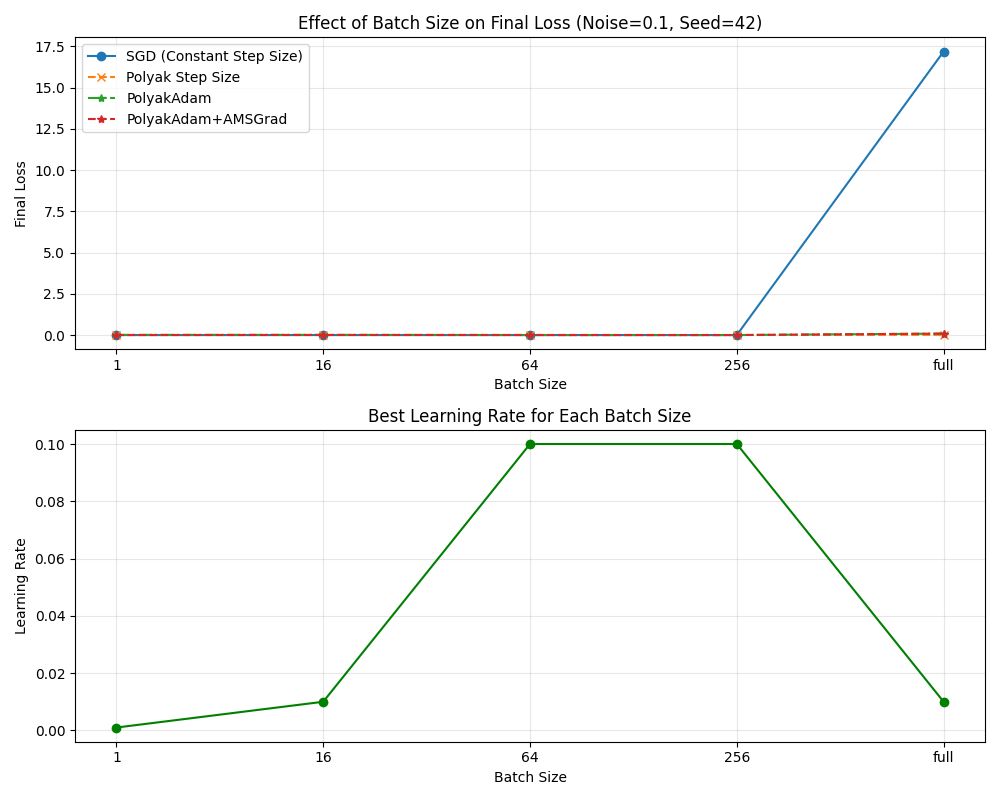 Effect of Batch Size on Final Loss (Noise=0.1, Seed=42)
17.5
15.0
12.5
10.0
7.5
5.0
2.5
0.0
Final Loss
SGD (Constant Step Size)
Polyak Step Size
PolyakAdam
PolyakAdam+AMSGrad
1 16 64 256 full
Batch Size
Best Learning Rate for Each Batch Size
0.10
0.08
0.06
0.04
0.02
0.00
Learning Rate
1 16 64 256 full
Batch Size